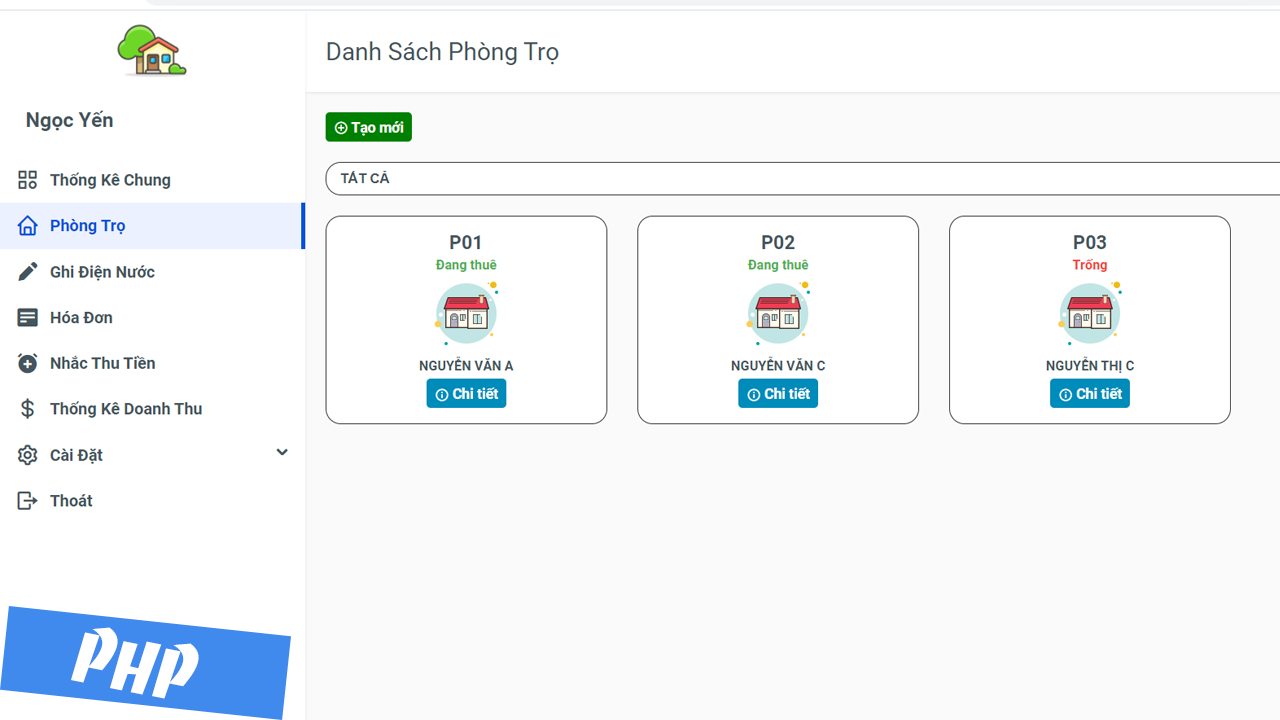 Danh Sách Phòng Trọ
Ngọc Yến
Thống Kê Chung
Phòng Trọ
Ghi Điện Nước
Hóa Đơn
Nhắc Thu Tiền
Thống Kê Doanh Thu
Cài Đặt
Thoát
Tạo mới
TẤT CẢ
P01
Đang thuê
NGUYỄN VĂN A
Chi tiết
P02
Đang thuê
NGUYỄN VĂN C
Chi tiết
P03
Trống
NGUYỄN THỊ C
Chi tiết
PHP